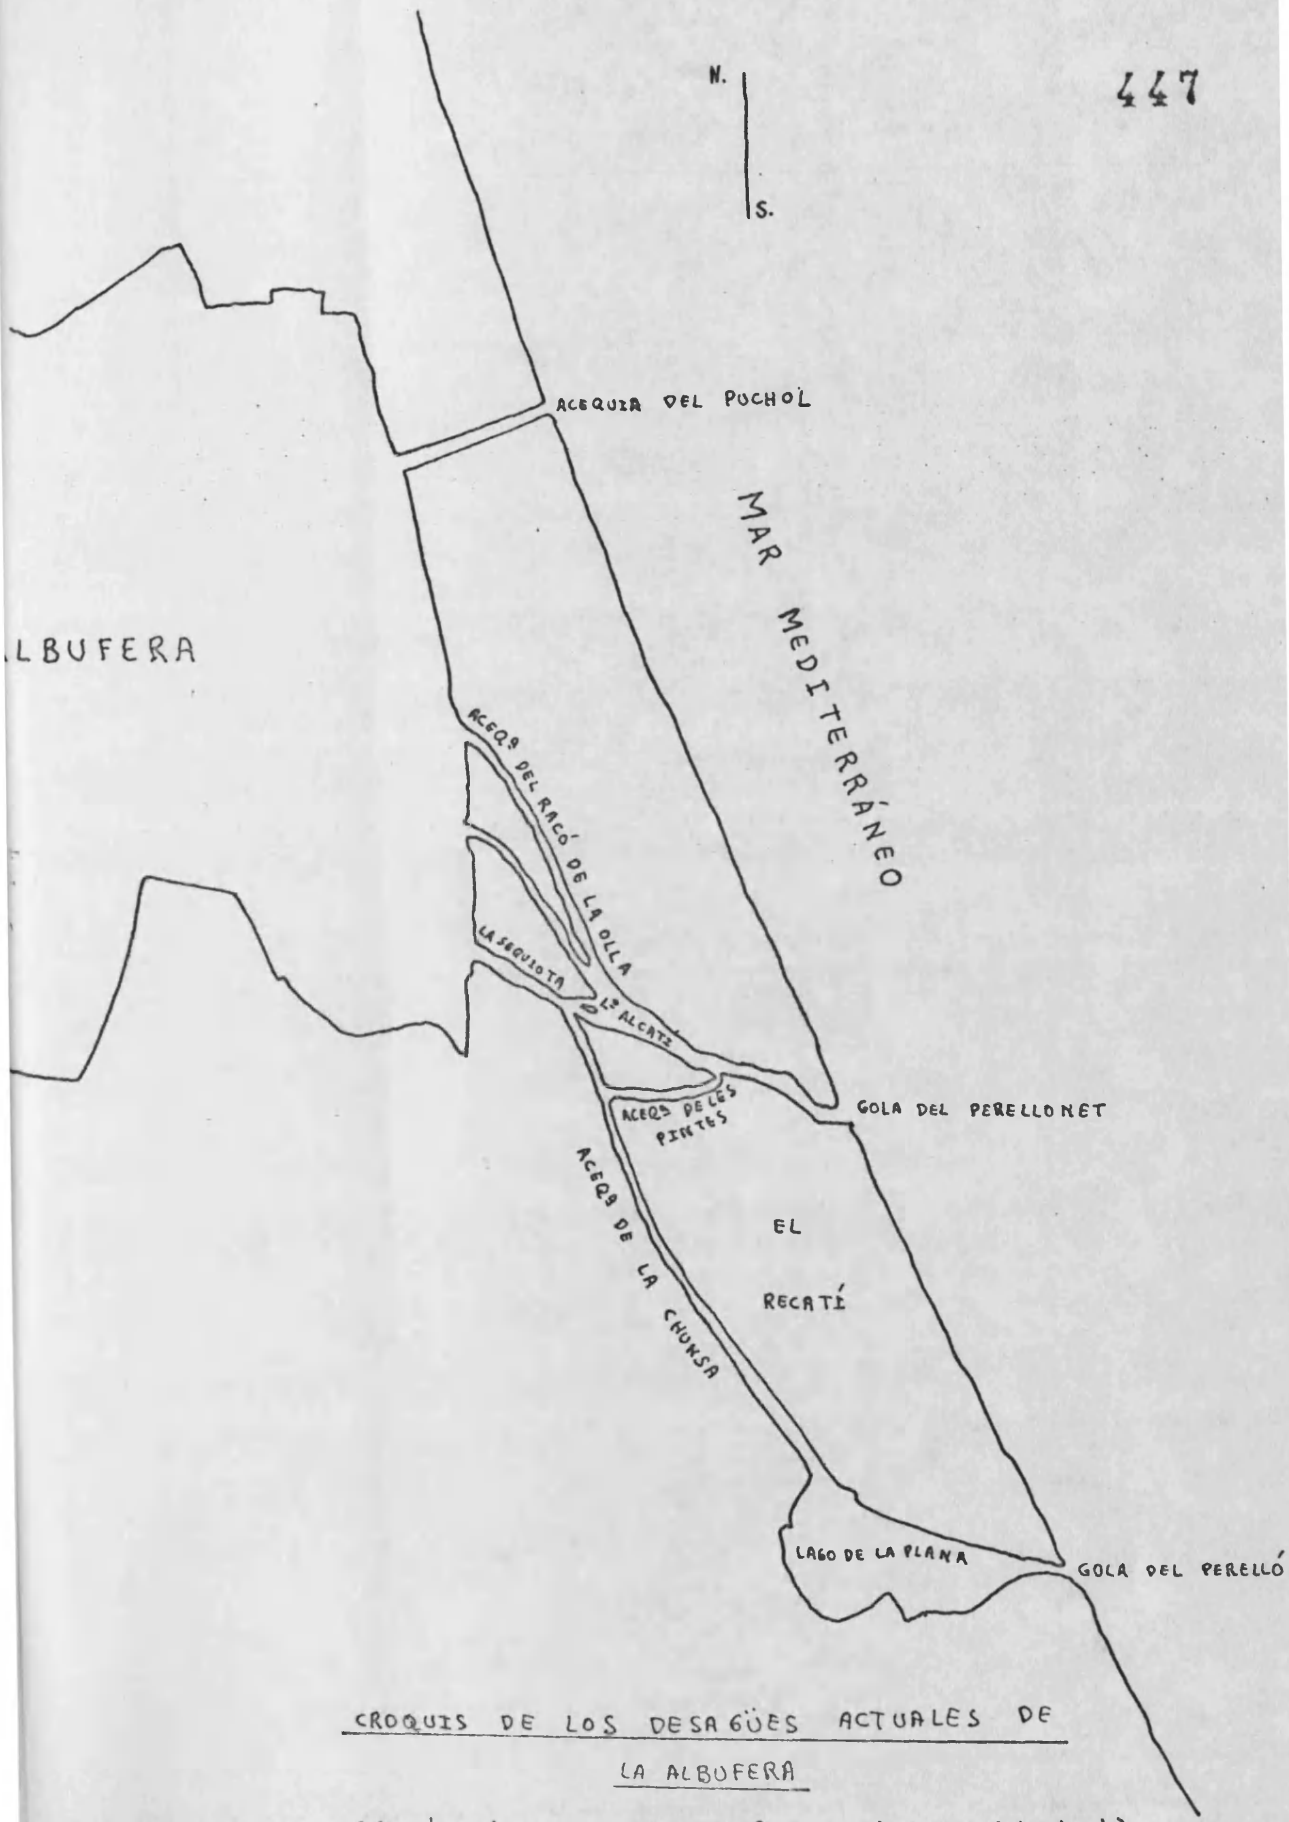 447
N.
S.
ACEQUIA DEL PUCHOL
MAR MEDITERRÁNEO
LBUFERA
ACEQª DEL RACÓ DE LA OLLA
LA SEQUIOTA
Lº ALCATÍ
GOLA DEL PERELLONET
ACEQª DE LES
PINTES
ACEQª DE LA CHUNSA
EL
RECATÍ
LAGO DE LA PLANA
GOLA DEL PERELLÓ
CROQUIS DE LOS DESAGÜES ACTUALES DE
LA ALBUFERA